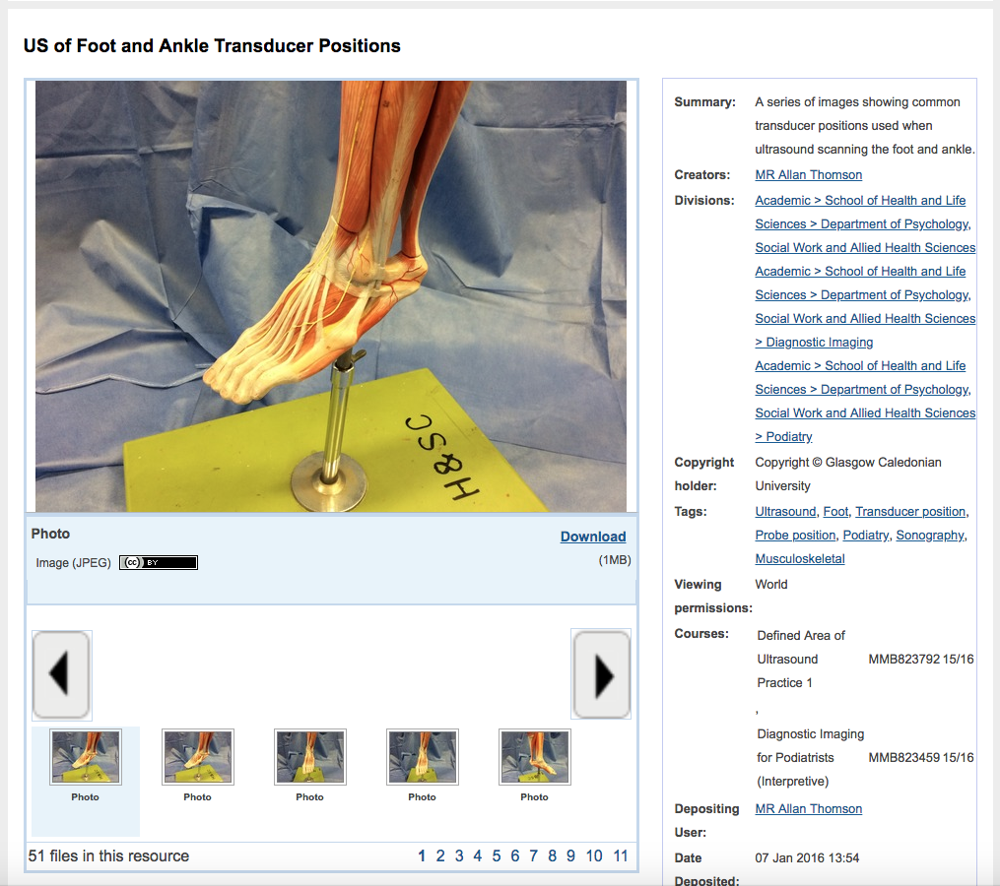 US of Foot and Ankle Transducer Positions
H&SC
Photo
Download
Image (JPEG)
(cc) BY
(1MB)
Photo
Photo
Photo
Photo
Photo
51 files in this resource
1 2 3 4 5 6 7 8 9 10 11
Summary: A series of images showing common
transducer positions used when
ultrasound scanning the foot and ankle.
Creators: MR Allan Thomson
Divisions: Academic > School of Health and Life
Sciences > Department of Psychology,
Social Work and Allied Health Sciences
Academic > School of Health and Life
Sciences > Department of Psychology,
Social Work and Allied Health Sciences
> Diagnostic Imaging
Academic > School of Health and Life
Sciences > Department of Psychology,
Social Work and Allied Health Sciences
> Podiatry
Copyright Copyright © Glasgow Caledonian
holder: University
Tags: Ultrasound, Foot, Transducer position,
Probe position, Podiatry, Sonography,
Musculoskeletal
Viewing World
permissions:
Courses: Defined Area of
Ultrasound MMB823792 15/16
Practice 1
,
Diagnostic Imaging
for Podiatrists MMB823459 15/16
(Interpretive)
Depositing MR Allan Thomson
User:
Date 07 Jan 2016 13:54
Deposited: